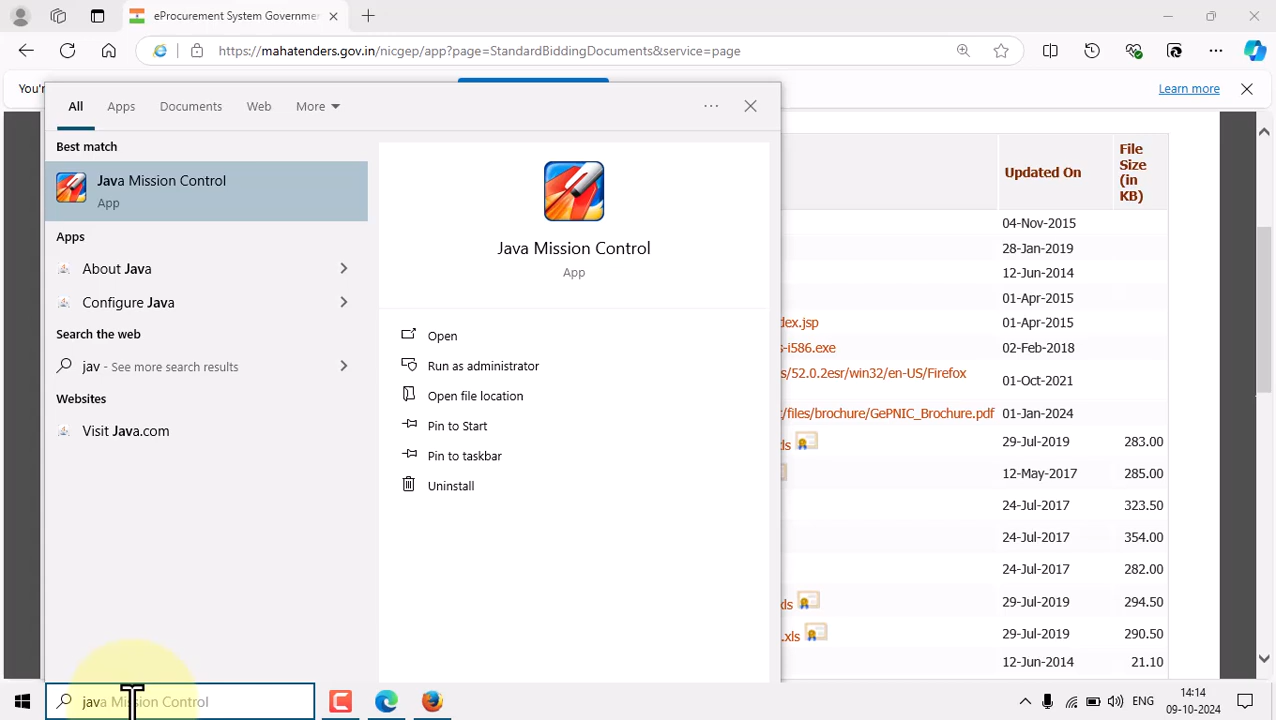 eProcurement System Governmer
https://mahatenders.gov.in/nicgep/app?page=StandardBiddingDocuments&service=page
You'r
Learn more
All
Apps
Documents
Web
More
Best match
Java Mission Control
App
Apps
About Java
Configure Java
Search the web
jav - See more search results
Websites
Visit Java.com
Java Mission Control
App
Open
Run as administrator
Open file location
Pin to Start
Pin to taskbar
Uninstall
Updated On
File
Size
(in
KB)
04-Nov-2015
28-Jan-2019
12-Jun-2014
01-Apr-2015
dex.jsp 01-Apr-2015
s-i586.exe 02-Feb-2018
s/52.0.2esr/win32/en-US/Firefox 01-Oct-2021
:/files/brochure/GePNIC_Brochure.pdf 01-Jan-2024
ds 29-Jul-2019 283.00
12-May-2017 285.00
24-Jul-2017 323.50
24-Jul-2017 354.00
24-Jul-2017 282.00
ds 29-Jul-2019 294.50
.xls 29-Jul-2019 290.50
12-Jun-2014 21.10
java Mission Control
ENG
14:14
09-10-2024